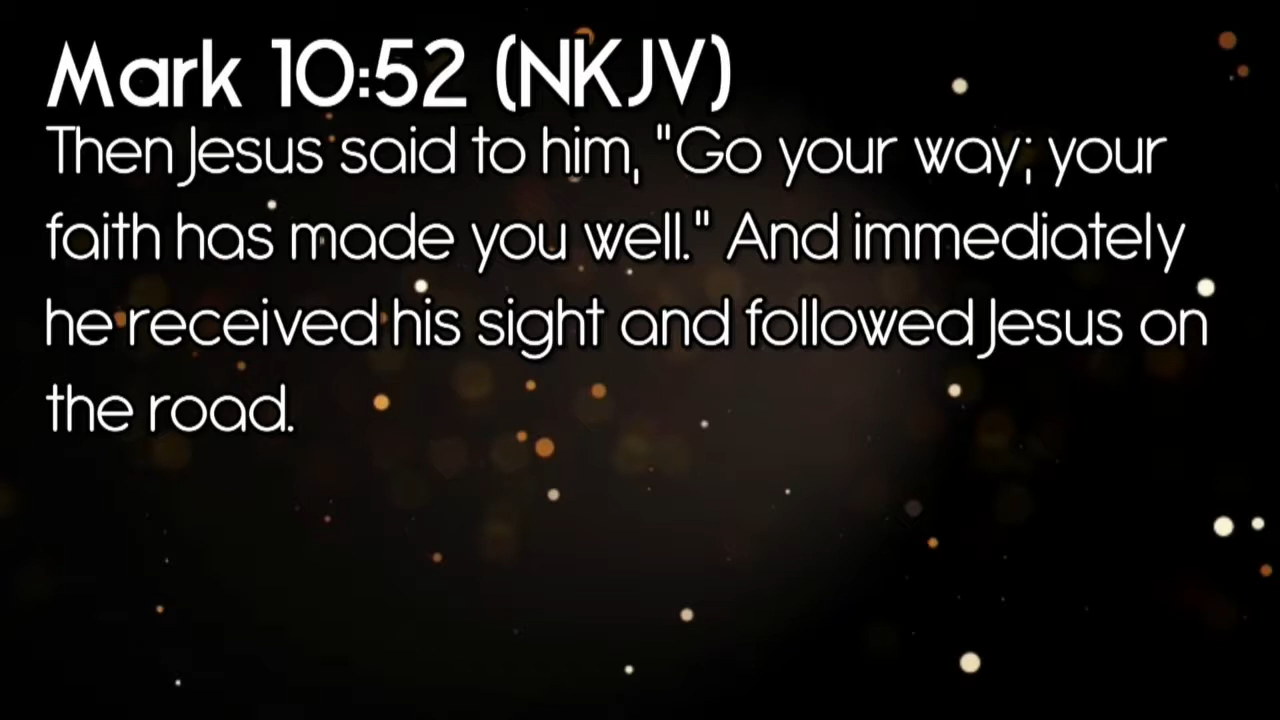 Mark 10:52 (NKJV)
Then Jesus said to him, "Go your way; your
faith has made you well." And immediately
he received his sight and followed Jesus on
the road.